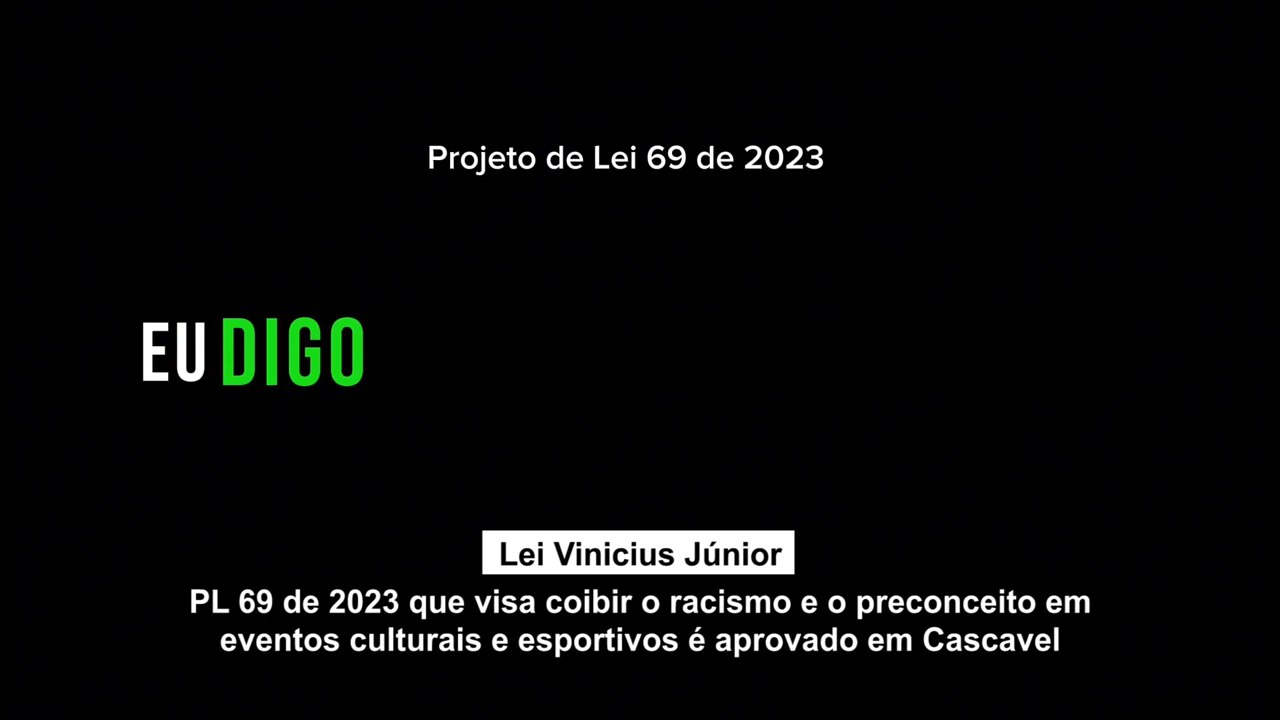 Projeto de Lei 69 de 2023
EU DIGO
Lei Vinicius Júnior
PL 69 de 2023 que visa coibir o racismo e o preconceito em
eventos culturais e esportivos é aprovado em Cascavel